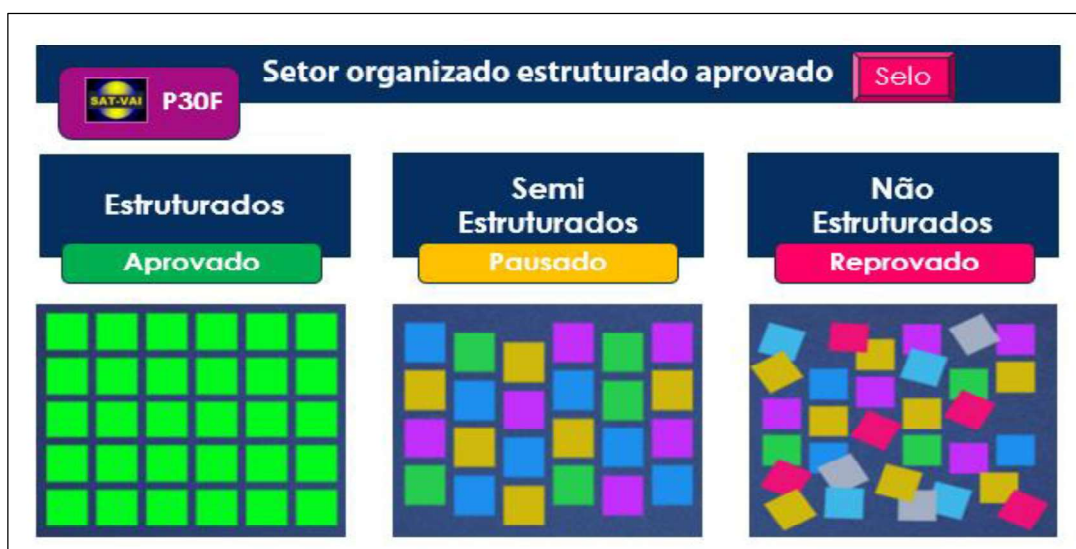 Setor organizado estruturado aprovado
Selo
SAT-VAI
P30F
Estruturados
Aprovado
Semi
Estruturados
Pausado
Não
Estruturados
Reprovado